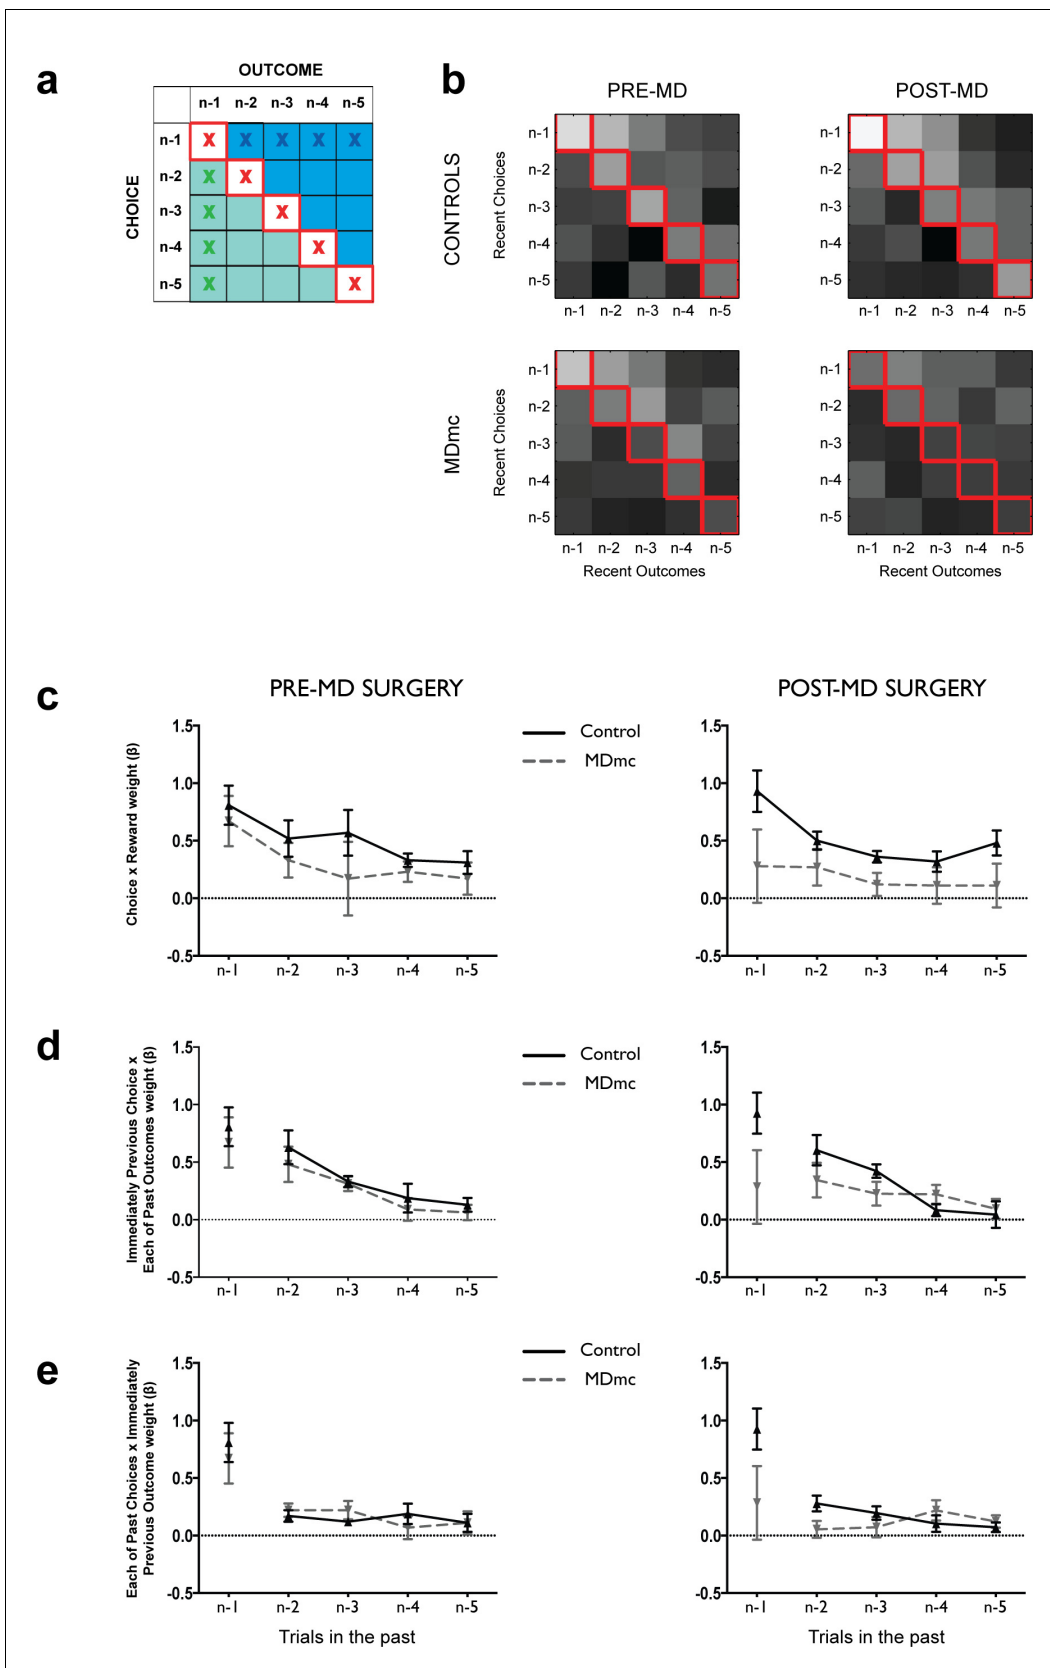 a
OUTCOME
n-1 n-2 n-3 n-4 n-5
CHOICE
n-1 X X X X X
n-2 X X
n-3 X X
n-4 X X
n-5 X X
b
PRE-MD
POST-MD
CONTROLS
Recent Choices
n-1
n-2
n-3
n-4
n-5
n-1 n-2 n-3 n-4 n-5
n-1
n-2
n-3
n-4
n-5
n-1 n-2 n-3 n-4 n-5
MDmc
Recent Choices
n-1
n-2
n-3
n-4
n-5
n-1 n-2 n-3 n-4 n-5
Recent Outcomes
n-1
n-2
n-3
n-4
n-5
n-1 n-2 n-3 n-4 n-5
Recent Outcomes
c
PRE-MD SURGERY
POST-MD SURGERY
Choice x Reward weight (β)
1.5
1.0
0.5
0.0
-0.5
n-1 n-2 n-3 n-4 n-5
Control
MDmc
1.5
1.0
0.5
0.0
-0.5
n-1 n-2 n-3 n-4 n-5
d
Immediately Previous Choice x
Each of Past Outcomes weight (β)
1.5
1.0
0.5
0.0
-0.5
n-1 n-2 n-3 n-4 n-5
Control
MDmc
1.5
1.0
0.5
0.0
-0.5
n-1 n-2 n-3 n-4 n-5
e
Each of Past Choices x Immediately
Previous Outcome weight (β)
1.5
1.0
0.5
0.0
-0.5
n-1 n-2 n-3 n-4 n-5
Trials in the past
Control
MDmc
1.5
1.0
0.5
0.0
-0.5
n-1 n-2 n-3 n-4 n-5
Trials in the past